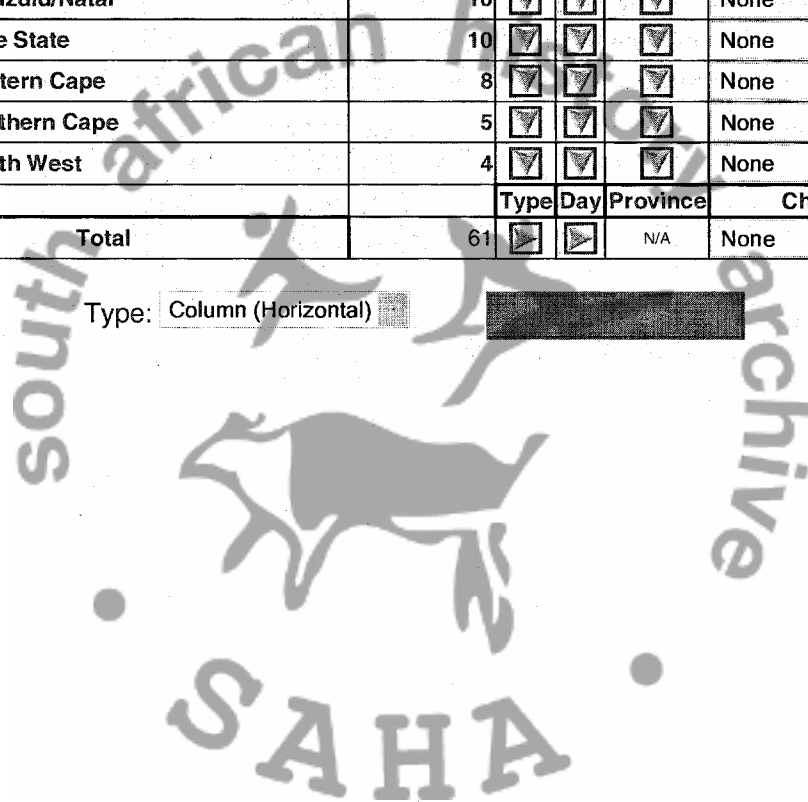 azulu/Natal 10 None
e State 10 None
tern Cape 8 None
thern Cape 5 None
th West 4 None
Type Day Province Ch
Total 61 N/A None
Type: Column (Horizontal)
south african history archive
SAHA